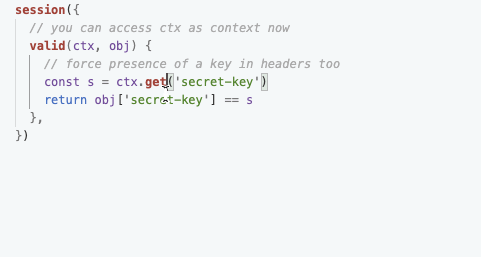 session({
// you can access ctx as context now
valid(ctx, obj) {
// force presence of a key in headers too
const s = ctx.get('secret-key')
return obj['secret-key'] == s
},
})